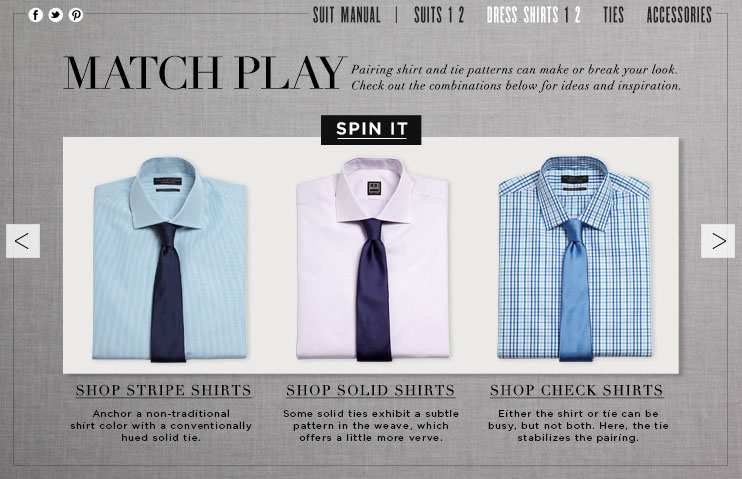 SUIT MANUAL | SUITS 1 2 DRESS SHIRTS 1 2 TIES ACCESSORIES
MATCH PLAY
Pairing shirt and tie patterns can make or break your look.
Check out the combinations below for ideas and inspiration.
SPIN IT
< >
SHOP STRIPE SHIRTS
Anchor a non-traditional
shirt color with a conventionally
hued solid tie.
SHOP SOLID SHIRTS
Some solid ties exhibit a subtle
pattern in the weave, which
offers a little more verve.
SHOP CHECK SHIRTS
Either the shirt or tie can be
busy, but not both. Here, the tie
stabilizes the pairing.